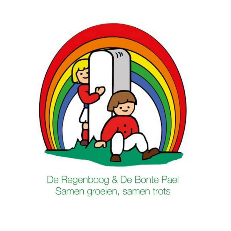 De Regenboog & De Bonte Pael
Samen groeien, samen trots